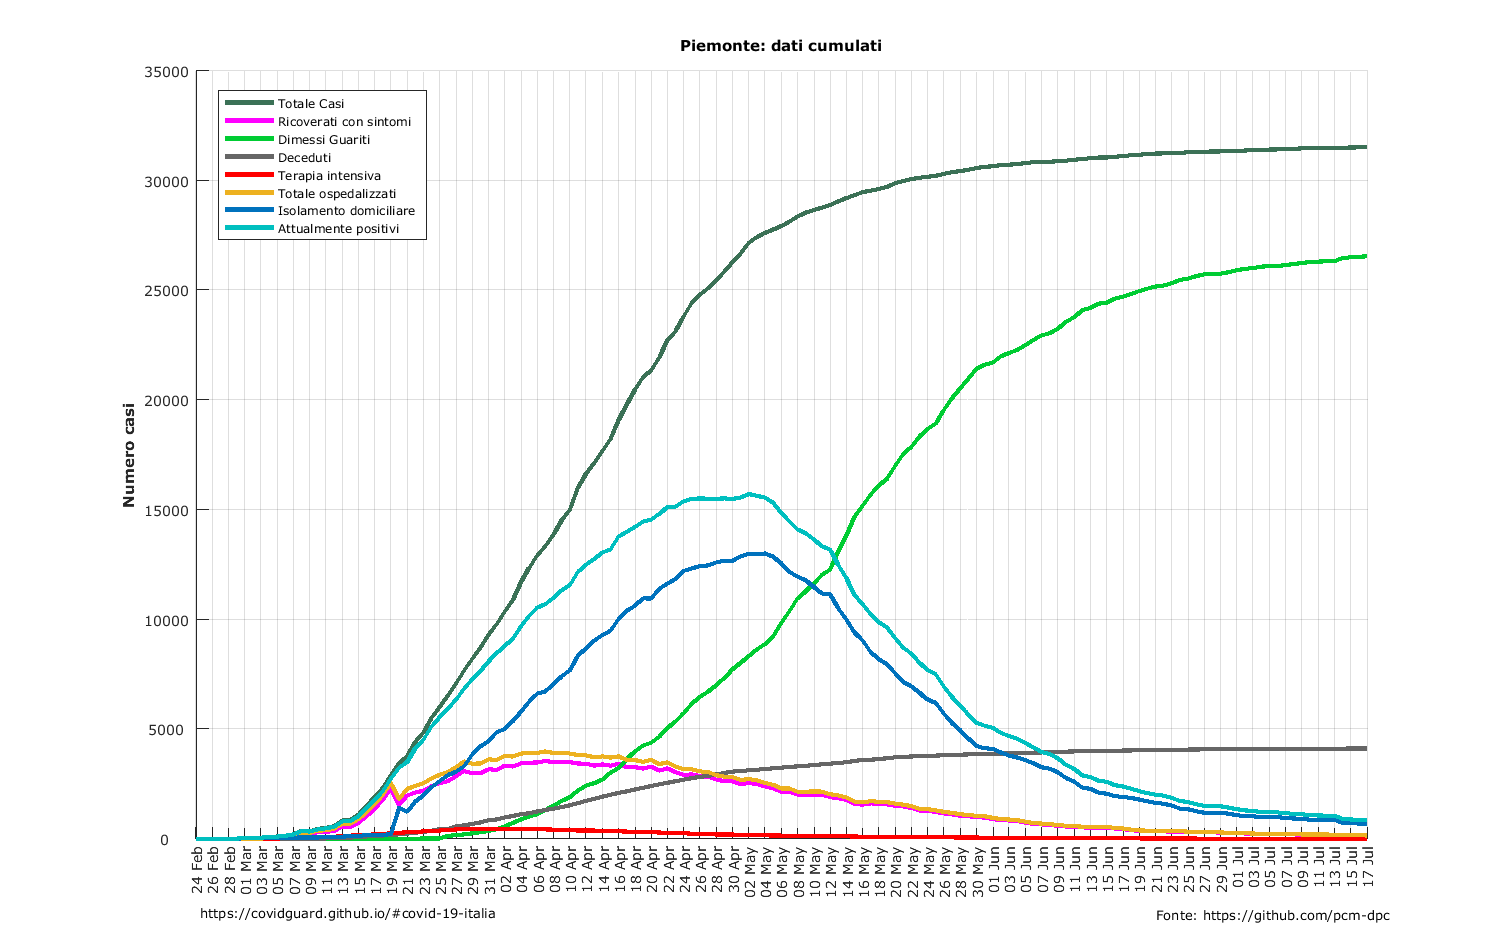 Piemonte: dati cumulati
35000
30000
25000
20000
15000
10000
5000
0
Numero casi
Totale Casi
Ricoverati con sintomi
Dimessi Guariti
Deceduti
Terapia intensiva
Totale ospedalizzati
Isolamento domiciliare
Attualmente positivi
24 Feb
26 Feb
28 Feb
01 Mar
03 Mar
05 Mar
07 Mar
09 Mar
11 Mar
13 Mar
15 Mar
17 Mar
19 Mar
21 Mar
23 Mar
25 Mar
27 Mar
29 Mar
31 Mar
02 Apr
04 Apr
06 Apr
08 Apr
10 Apr
12 Apr
14 Apr
16 Apr
18 Apr
20 Apr
22 Apr
24 Apr
26 Apr
28 Apr
30 Apr
02 May
04 May
06 May
08 May
10 May
12 May
14 May
16 May
18 May
20 May
22 May
24 May
26 May
28 May
30 May
01 Jun
03 Jun
05 Jun
07 Jun
09 Jun
11 Jun
13 Jun
15 Jun
17 Jun
19 Jun
21 Jun
23 Jun
25 Jun
27 Jun
29 Jun
01 Jul
03 Jul
05 Jul
07 Jul
09 Jul
11 Jul
13 Jul
15 Jul
17 Jul
https://covidguard.github.io/#covid-19-italia
Fonte: https://github.com/pcm-dpc